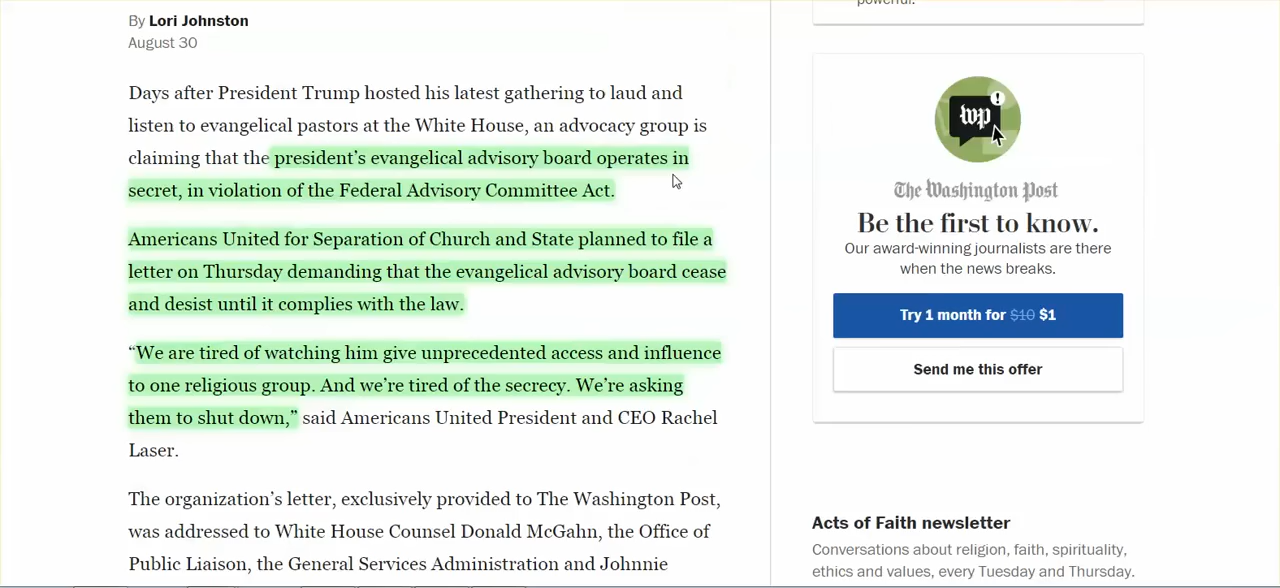 By Lori Johnston
August 30
Days after President Trump hosted his latest gathering to laud and
listen to evangelical pastors at the White House, an advocacy group is
claiming that the president’s evangelical advisory board operates in
secret, in violation of the Federal Advisory Committee Act.
Americans United for Separation of Church and State planned to file a
letter on Thursday demanding that the evangelical advisory board cease
and desist until it complies with the law.
“We are tired of watching him give unprecedented access and influence
to one religious group. And we’re tired of the secrecy. We’re asking
them to shut down,” said Americans United President and CEO Rachel
Laser.
The organization’s letter, exclusively provided to The Washington Post,
was addressed to White House Counsel Donald McGahn, the Office of
Public Liaison, the General Services Administration and Johnnie
powerful.
wp
!
The Washington Post
Be the first to know.
Our award-winning journalists are there
when the news breaks.
Try 1 month for $10 $1
Send me this offer
Acts of Faith newsletter
Conversations about religion, faith, spirituality,
ethics and values, every Tuesday and Thursday.